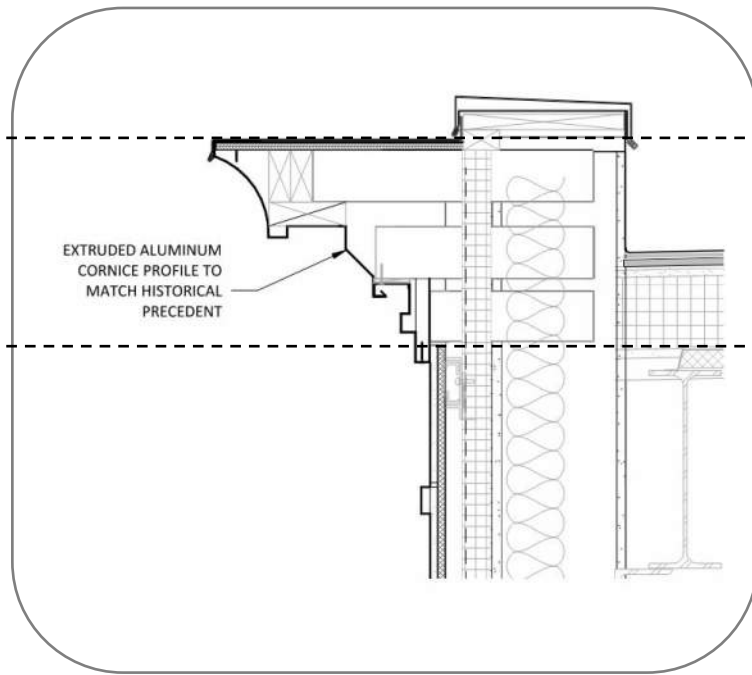 EXTRUDED ALUMINUM
CORNICE PROFILE TO
MATCH HISTORICAL
PRECEDENT